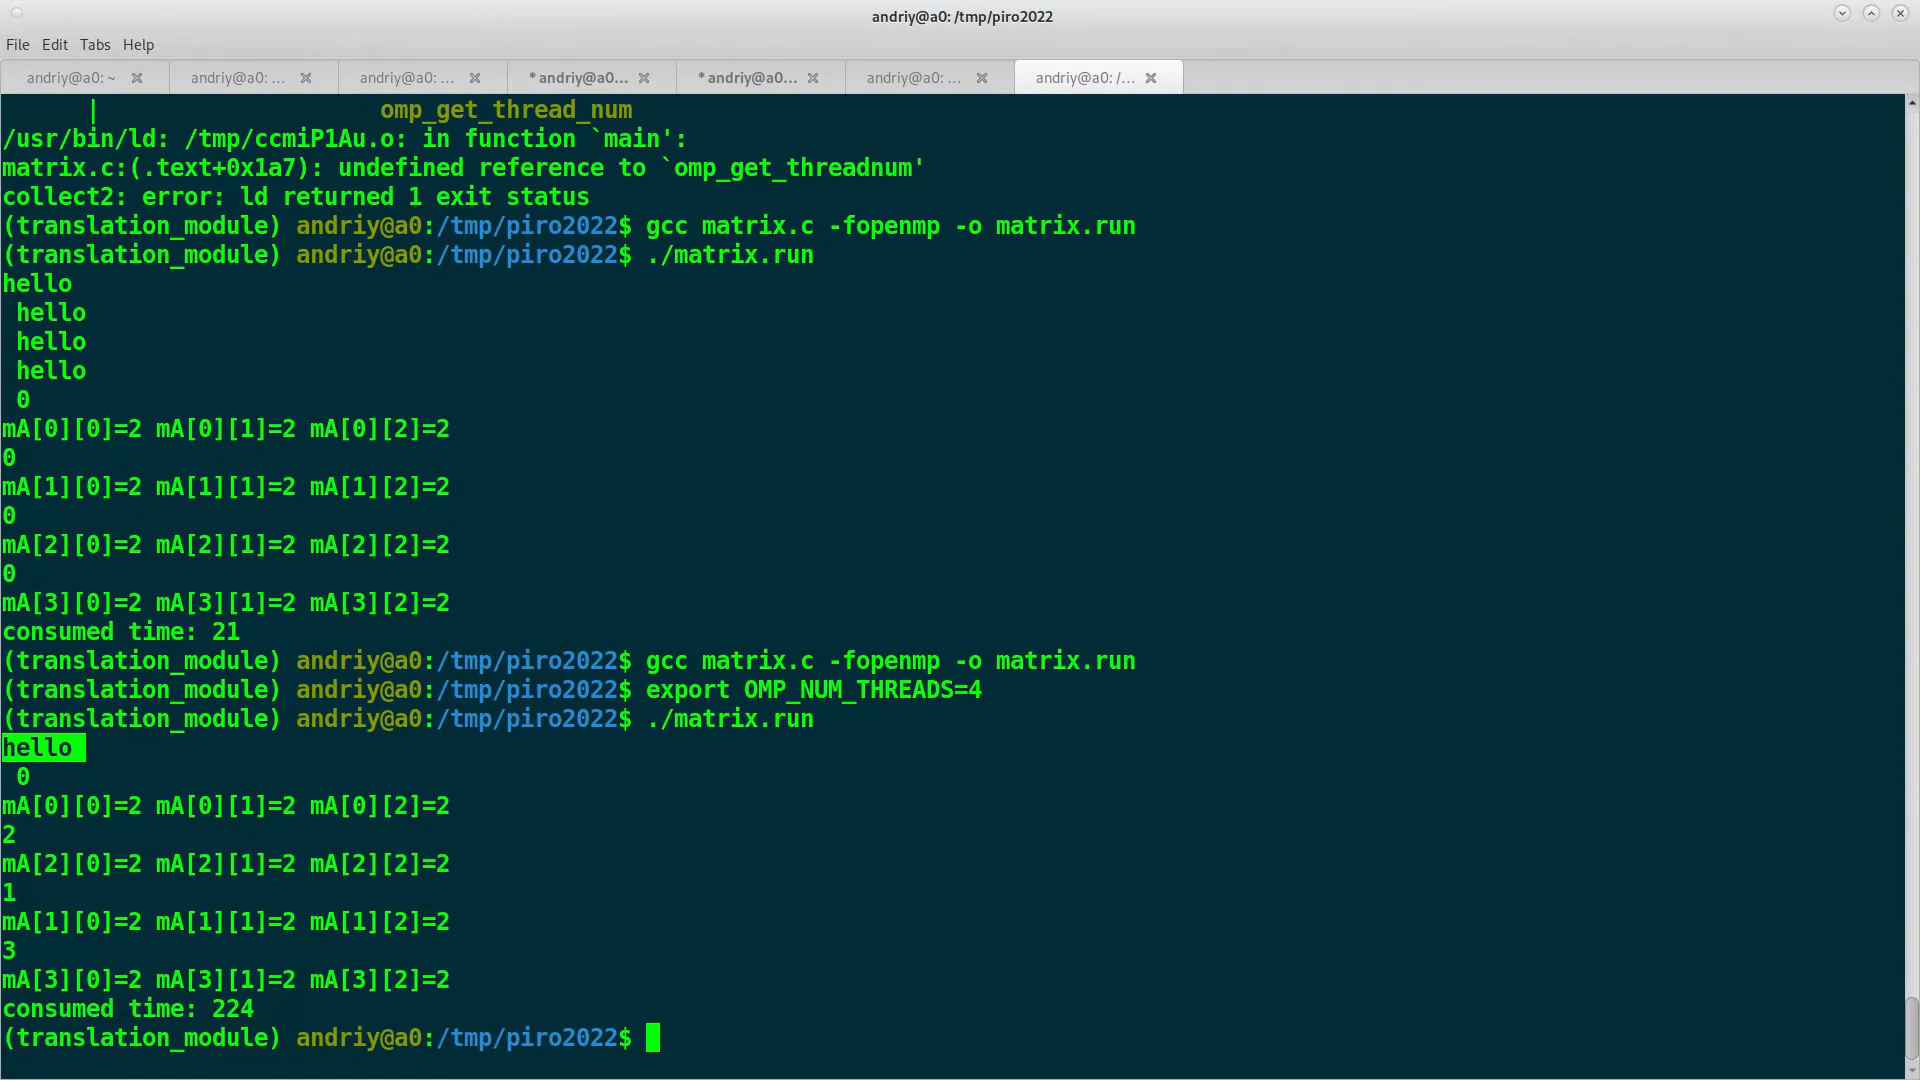 andriy@a0: /tmp/piro2022
File Edit Tabs Help
andriy@a0: ~ andriy@a0: ... andriy@a0: ... * andriy@a0... * andriy@a0... andriy@a0: ... andriy@a0: /...
| omp_get_thread_num
/usr/bin/ld: /tmp/ccmiP1Au.o: in function `main':
matrix.c:(.text+0x1a7): undefined reference to `omp_get_threadnum'
collect2: error: ld returned 1 exit status
(translation_module) andriy@a0:/tmp/piro2022$ gcc matrix.c -fopenmp -o matrix.run
(translation_module) andriy@a0:/tmp/piro2022$ ./matrix.run
hello
hello
hello
hello
0
mA[0][0]=2 mA[0][1]=2 mA[0][2]=2
0
mA[1][0]=2 mA[1][1]=2 mA[1][2]=2
0
mA[2][0]=2 mA[2][1]=2 mA[2][2]=2
0
mA[3][0]=2 mA[3][1]=2 mA[3][2]=2
consumed time: 21
(translation_module) andriy@a0:/tmp/piro2022$ gcc matrix.c -fopenmp -o matrix.run
(translation_module) andriy@a0:/tmp/piro2022$ export OMP_NUM_THREADS=4
(translation_module) andriy@a0:/tmp/piro2022$ ./matrix.run
hello
0
mA[0][0]=2 mA[0][1]=2 mA[0][2]=2
2
mA[2][0]=2 mA[2][1]=2 mA[2][2]=2
1
mA[1][0]=2 mA[1][1]=2 mA[1][2]=2
3
mA[3][0]=2 mA[3][1]=2 mA[3][2]=2
consumed time: 224
(translation_module) andriy@a0:/tmp/piro2022$